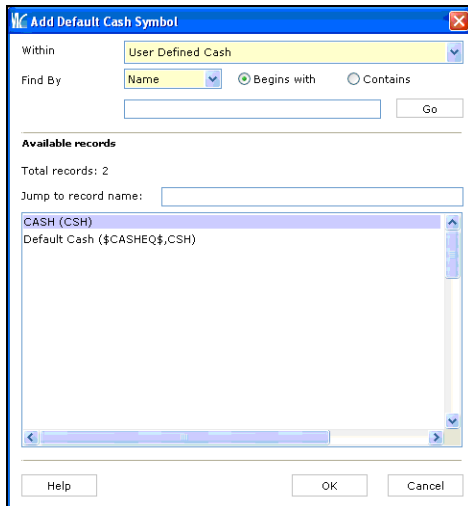 Add Default Cash Symbol
Within User Defined Cash
Find By Name Begins with Contains
Go
Available records
Total records: 2
Jump to record name:
CASH (CSH)
Default Cash ($CASHEQ$,CSH)
Help OK Cancel